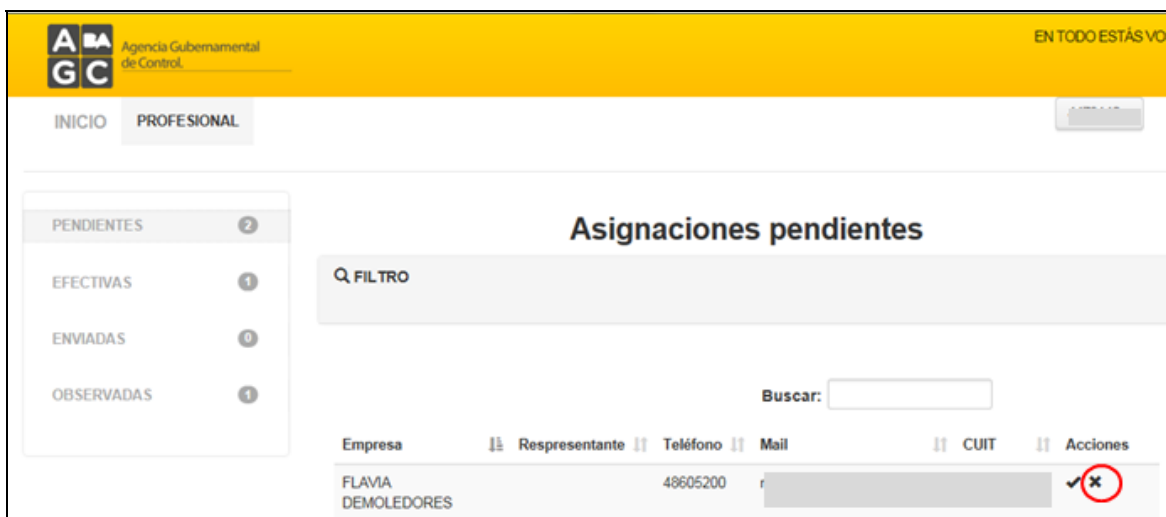 A BA
G C
Agencia Gubernamental
de Control.
EN TODO ESTÁS VO
INICIO
PROFESIONAL
PENDIENTES 2
EFECTIVAS 1
ENVIADAS 0
OBSERVADAS 1
Asignaciones pendientes
FILTRO
Buscar:
Empresa Respresentante Teléfono Mail CUIT Acciones
FLAVIA 48605200
DEMOLEDORES